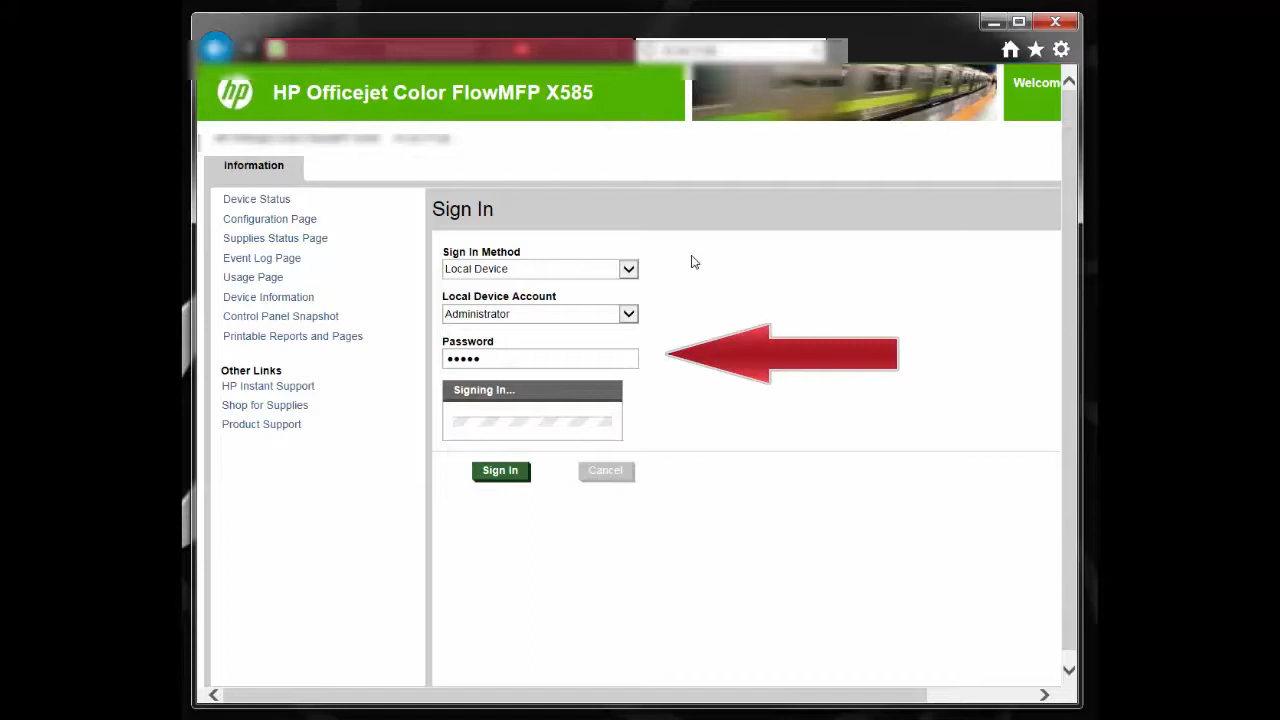 hp
HP Officejet Color FlowMFP X585
Welcom
Information
Device Status
Configuration Page
Supplies Status Page
Event Log Page
Usage Page
Device Information
Control Panel Snapshot
Printable Reports and Pages
Other Links
HP Instant Support
Shop for Supplies
Product Support
Sign In
Sign In Method
Local Device
Local Device Account
Administrator
Password
•••••
Signing In...
Sign In
Cancel